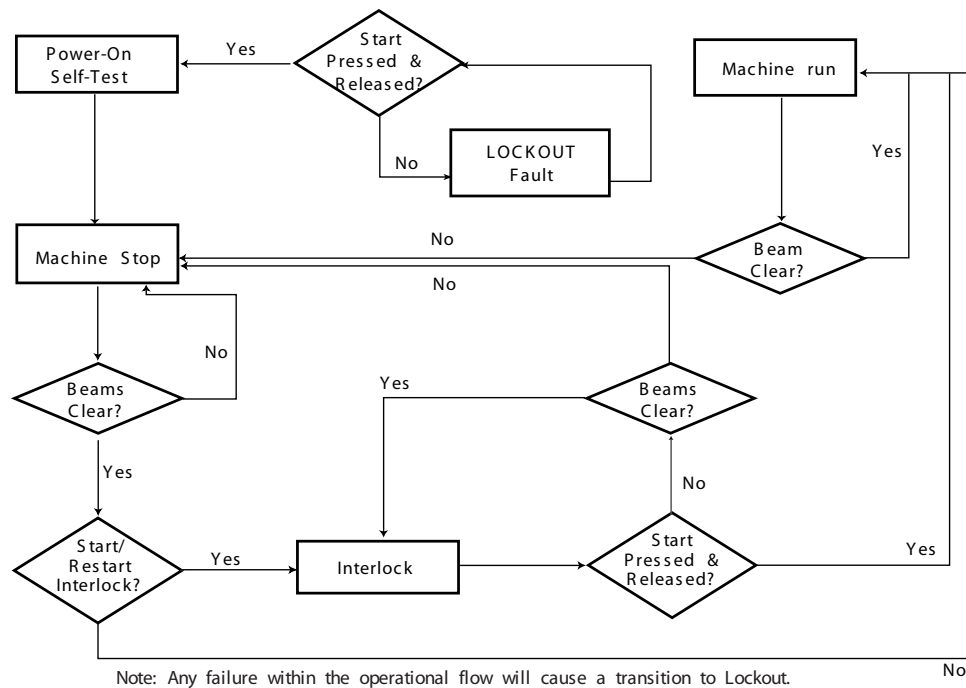 Power-On
Self-Test
Yes
Start
Pressed &
Released?
No
LOCKOUT
Fault
Machine run
Yes
Beam
Clear?
No
Machine Stop
No
No
Beams
Clear?
Yes
Beams
Clear?
Yes
No
Start/
Restart
Interlock?
Yes
Interlock
Start
Pressed &
Released?
Yes
No
Note: Any failure within the operational flow will cause a transition to Lockout.